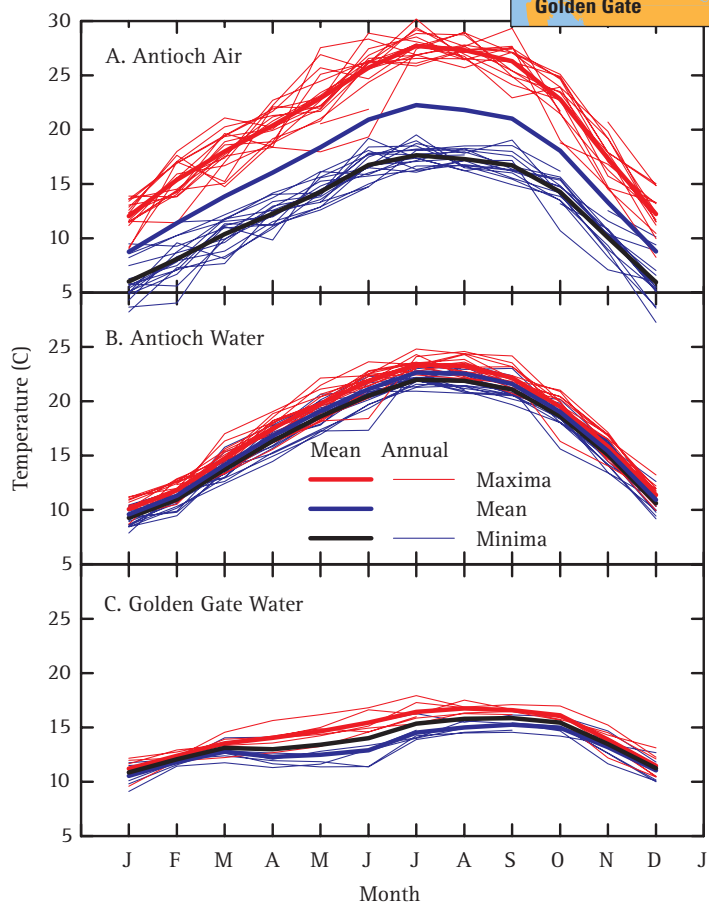 Golden Gate
30
A. Antioch Air
25
20
15
10
5
B. Antioch Water
25
20
Mean Annual
15
Maxima
10
Mean
Minima
5
C. Golden Gate Water
25
20
15
10
5
Temperature (C)
J F M A M J J A S O N D J
Month